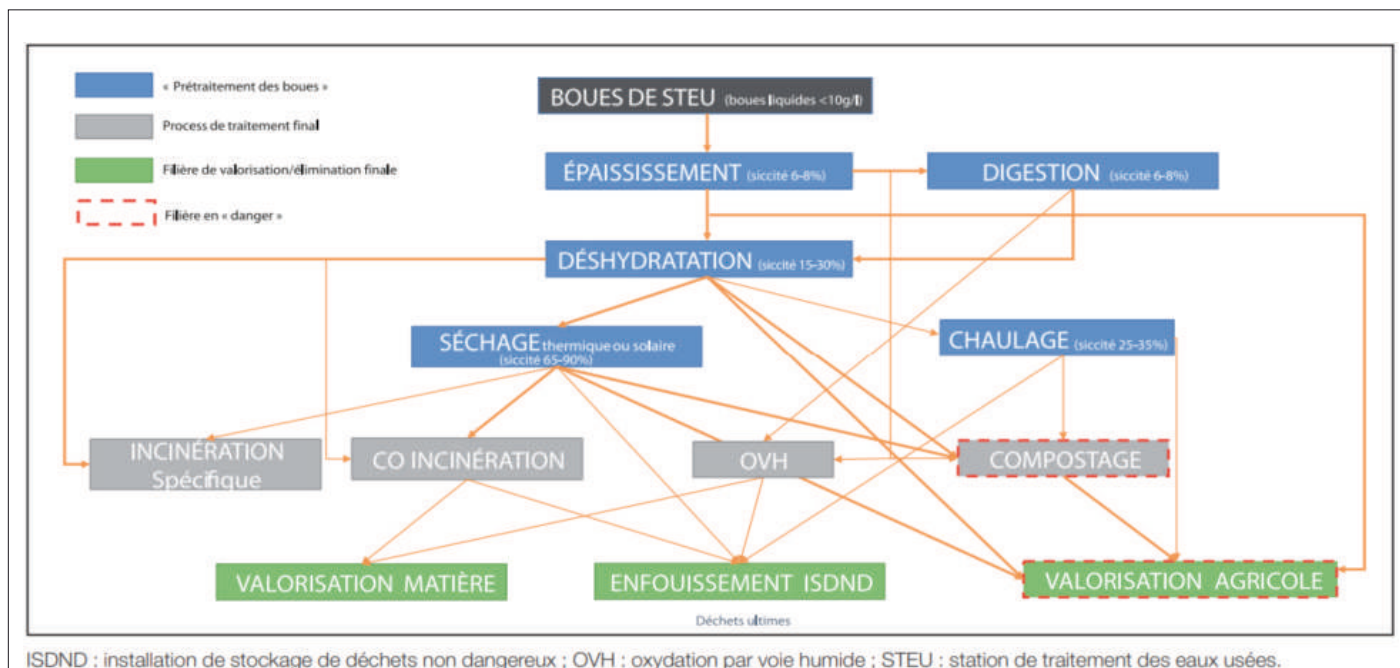 « Prétraitement des boues »
Process de traitement final
Filière de valorisation/élimination finale
Filière en « danger »
BOUES DE STEU (boues liquides <10g/l)
ÉPAISSISSEMENT (siccité 6-8%)
DIGESTION (siccité 6-8%)
DÉSHYDRATATION (siccité 15-30%)
SÉCHAGE thermique ou solaire
(siccité 65-90%)
CHAULAGE (siccité 25-35%)
INCINÉRATION
Spécifique
CO INCINÉRATION
OVH
COMPOSTAGE
VALORISATION MATIÈRE
ENFOUISSEMENT ISDND
VALORISATION AGRICOLE
Déchets ultimes
ISDND : installation de stockage de déchets non dangereux ; OVH : oxydation par voie humide ; STEU : station de traitement des eaux usées.